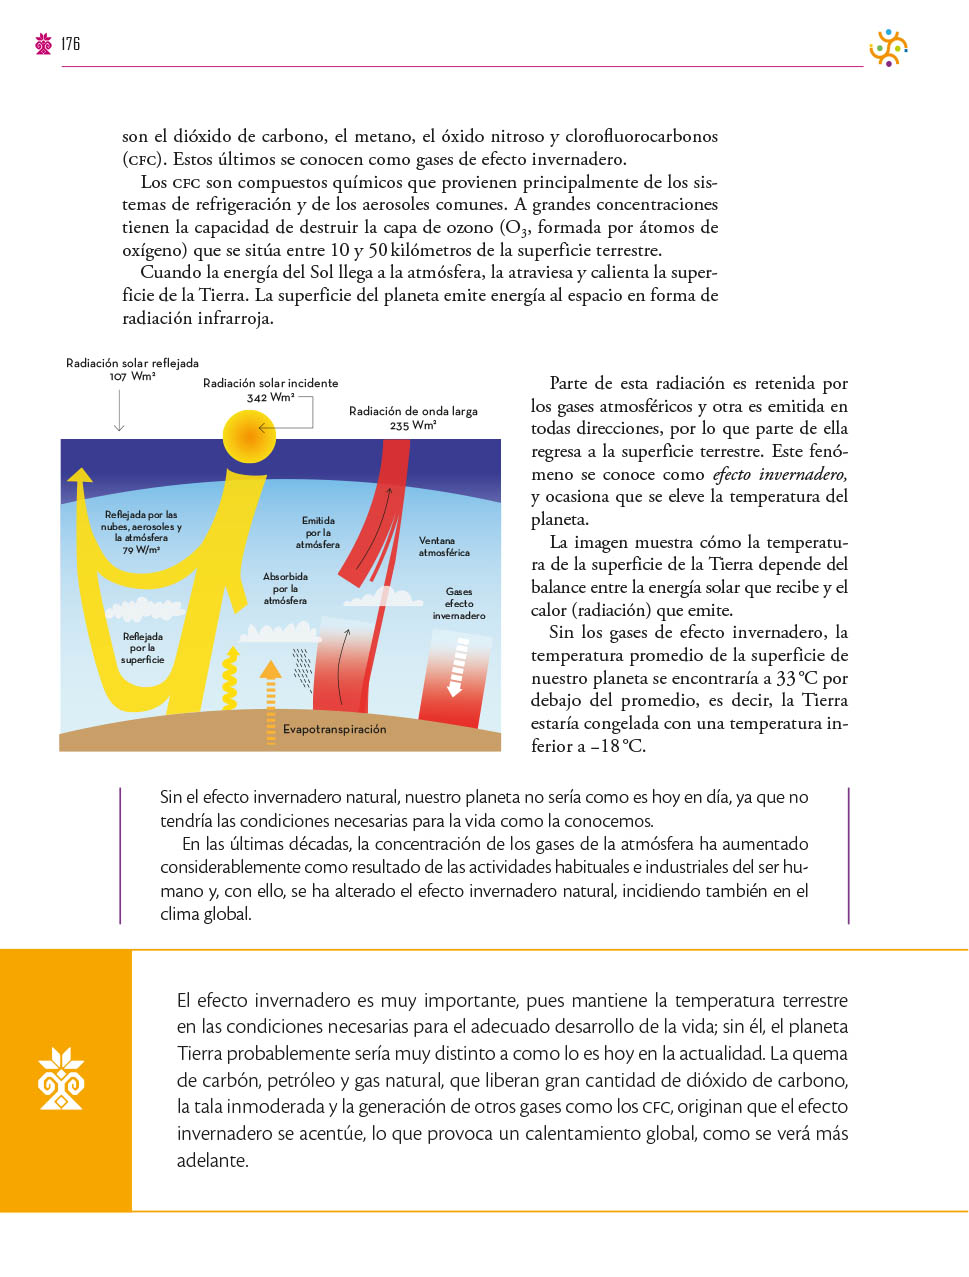 176
son el dióxido de carbono, el metano, el óxido nitroso y clorofluorocarbonos
(CFC). Estos últimos se conocen como gases de efecto invernadero.
Los CFC son compuestos químicos que provienen principalmente de los sis-
temas de refrigeración y de los aerosoles comunes. A grandes concentraciones
tienen la capacidad de destruir la capa de ozono (O₃, formada por átomos de
oxígeno) que se sitúa entre 10 y 50 kilómetros de la superficie terrestre.
Cuando la energía del Sol llega a la atmósfera, la atraviesa y calienta la super-
ficie de la Tierra. La superficie del planeta emite energía al espacio en forma de
radiación infrarroja.
Radiación solar reflejada
107 Wm²
Radiación solar incidente
342 Wm²
Radiación de onda larga
235 Wm²
Reflejada por las
nubes, aerosoles y
la atmósfera
79 W/m²
Emitida
por la
atmósfera
Ventana
atmosférica
Absorbida
por la
atmósfera
Gases
efecto
invernadero
Reflejada
por la
superficie
Evapotranspiración
Parte de esta radiación es retenida por
los gases atmosféricos y otra es emitida en
todas direcciones, por lo que parte de ella
regresa a la superficie terrestre. Este fenó-
meno se conoce como efecto invernadero,
y ocasiona que se eleve la temperatura del
planeta.
La imagen muestra cómo la temperatu-
ra de la superficie de la Tierra depende del
balance entre la energía solar que recibe y el
calor (radiación) que emite.
Sin los gases de efecto invernadero, la
temperatura promedio de la superficie de
nuestro planeta se encontraría a 33 °C por
debajo del promedio, es decir, la Tierra
estaría congelada con una temperatura in-
ferior a –18 °C.
Sin el efecto invernadero natural, nuestro planeta no sería como es hoy en día, ya que no
tendría las condiciones necesarias para la vida como la conocemos.
En las últimas décadas, la concentración de los gases de la atmósfera ha aumentado
considerablemente como resultado de las actividades habituales e industriales del ser hu-
mano y, con ello, se ha alterado el efecto invernadero natural, incidiendo también en el
clima global.
El efecto invernadero es muy importante, pues mantiene la temperatura terrestre
en las condiciones necesarias para el adecuado desarrollo de la vida; sin él, el planeta
Tierra probablemente sería muy distinto a como lo es hoy en la actualidad. La quema
de carbón, petróleo y gas natural, que liberan gran cantidad de dióxido de carbono,
la tala inmoderada y la generación de otros gases como los CFC, originan que el efecto
invernadero se acentúe, lo que provoca un calentamiento global, como se verá más
adelante.